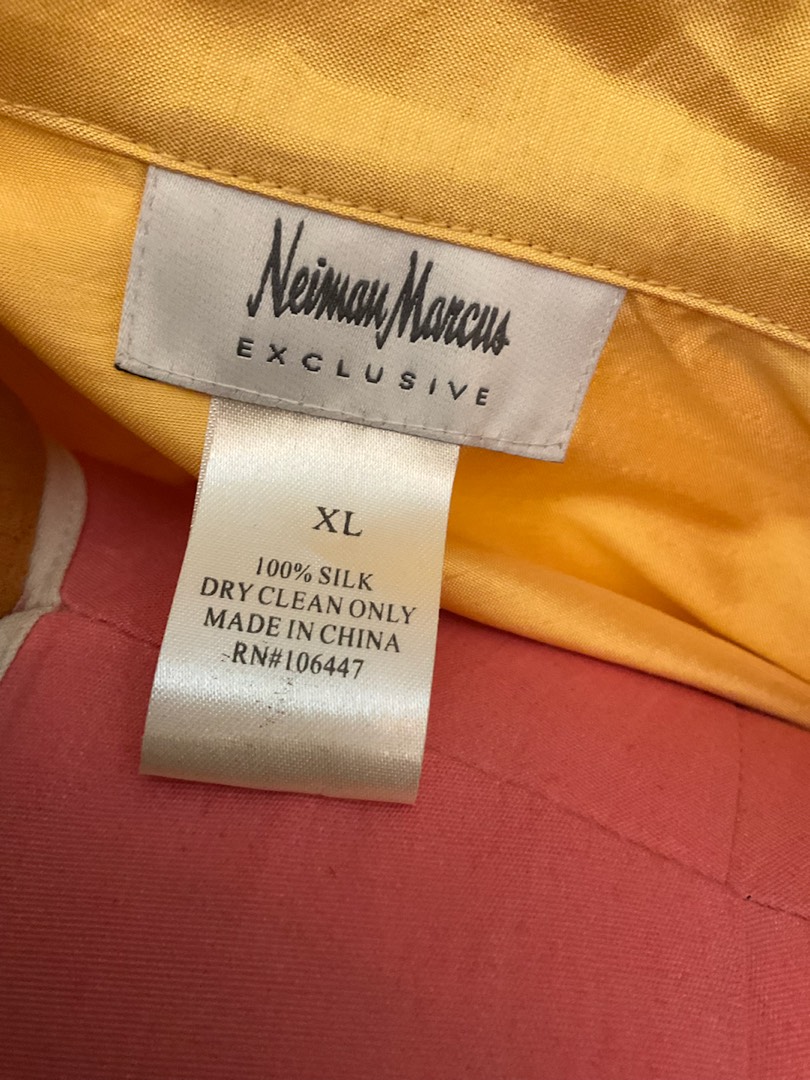 Neiman Marcus
EXCLUSIVE
XL
100% SILK
DRY CLEAN ONLY
MADE IN CHINA
RN#106447